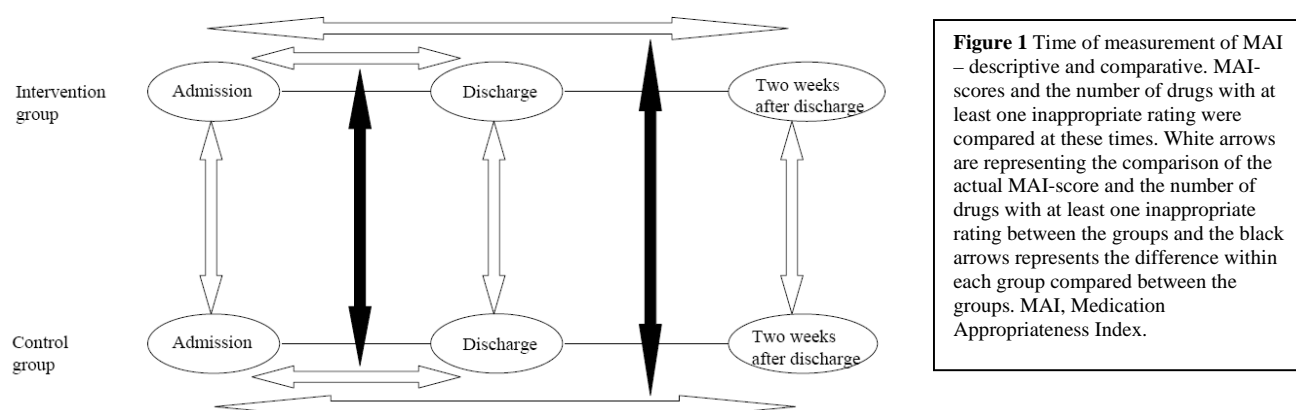 Intervention
group
Admission
Discharge
Two weeks
after discharge
Control
group
Admission
Discharge
Two weeks
after discharge
Figure 1 Time of measurement of MAI
– descriptive and comparative. MAI-
scores and the number of drugs with at
least one inappropriate rating were
compared at these times. White arrows
are representing the comparison of the
actual MAI-score and the number of
drugs with at least one inappropriate
rating between the groups and the black
arrows represents the difference within
each group compared between the
groups. MAI, Medication
Appropriateness Index.